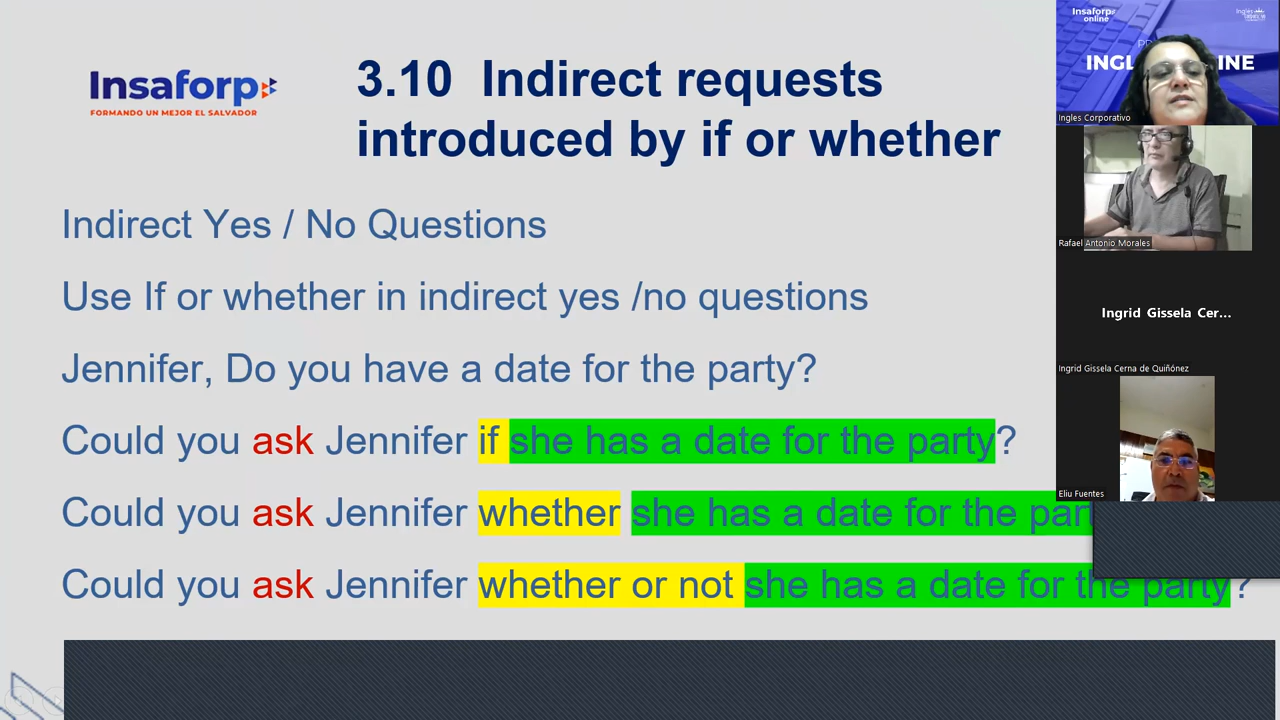 Insaforp
FORMANDO UN MEJOR EL SALVADOR
3.10 Indirect requests
introduced by if or whether
Indirect Yes / No Questions
Use If or whether in indirect yes /no questions
Jennifer, Do you have a date for the party?
Could you ask Jennifer if she has a date for the party?
Could you ask Jennifer whether she has a date for the
Could you ask Jennifer whether or not she has a date for the party?
Insaforp
online
Ingles Corporativo
Rafael Antonio Morales
Ingrid Gissela Cer...
Ingrid Gissela Cerna de Quiñónez
Eliu Fuentes